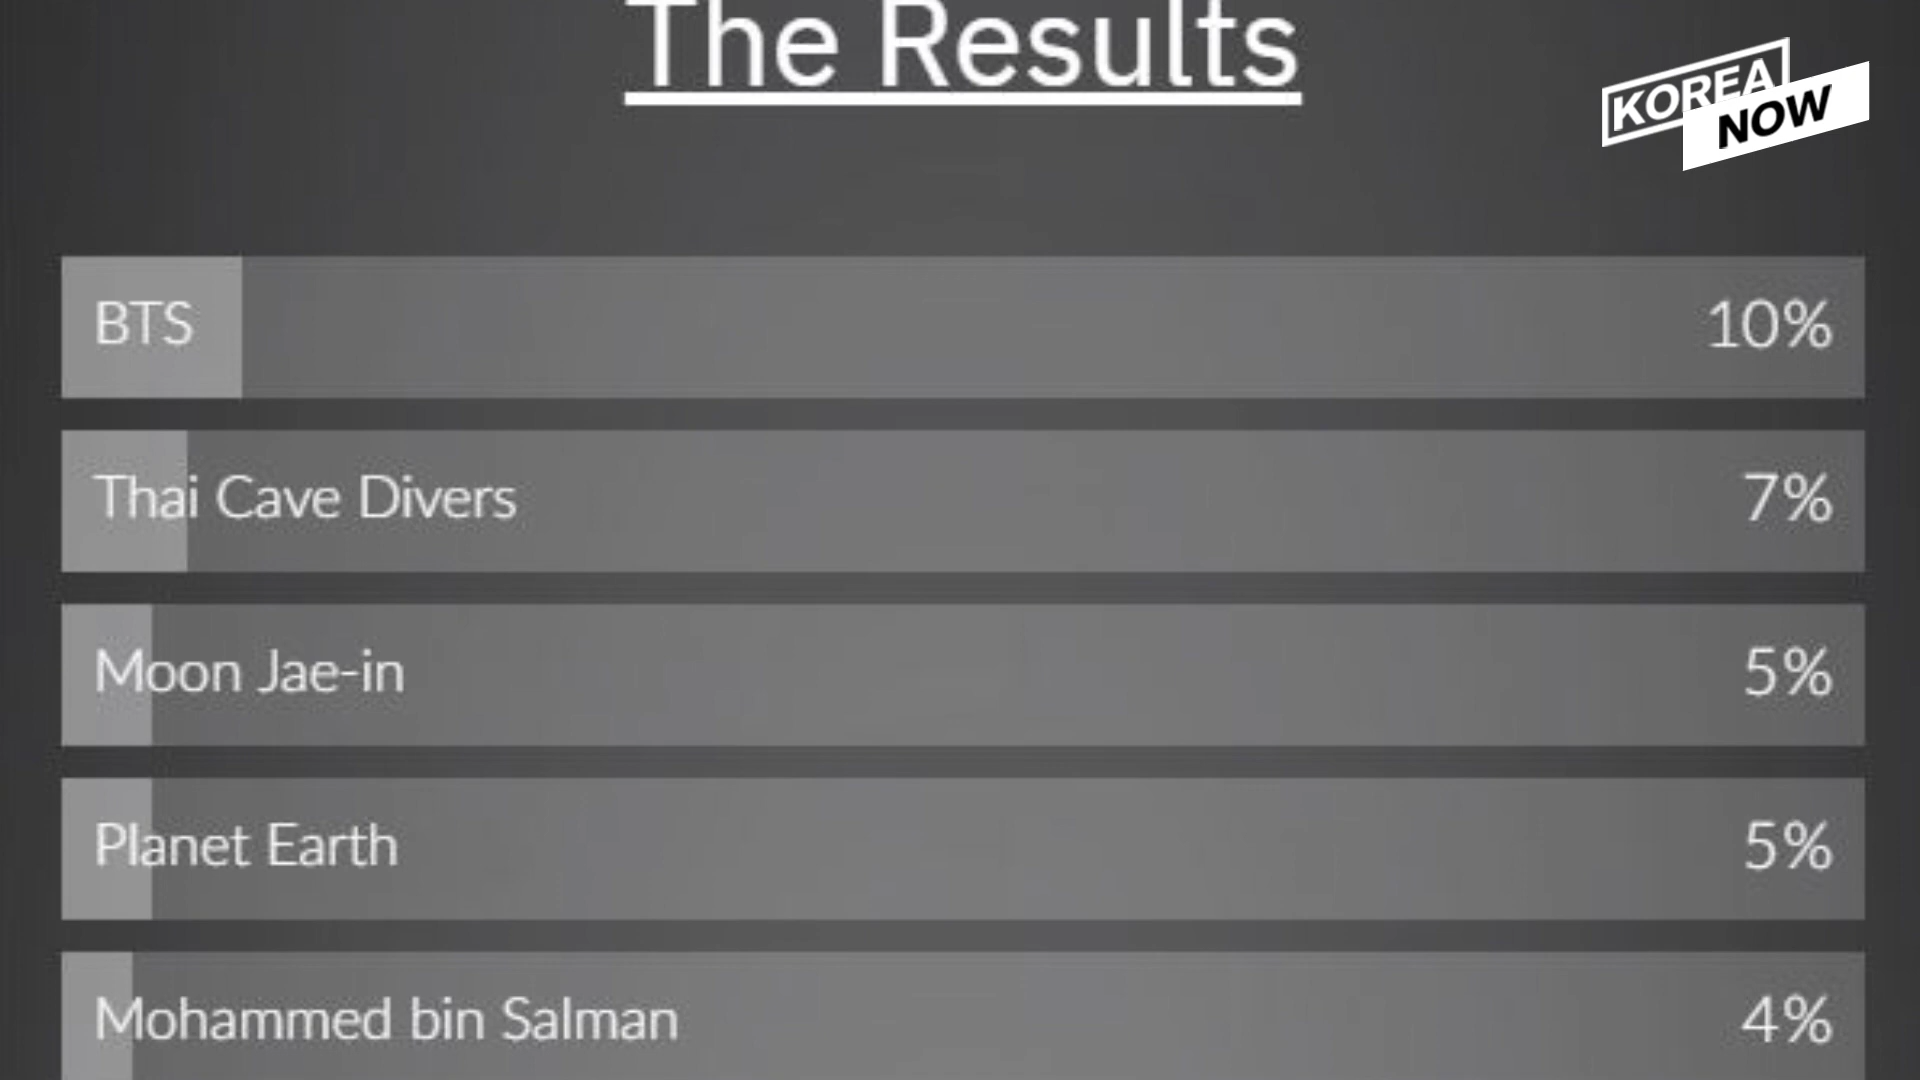 The Results
KOREA
NOW
BTS 10%
Thai Cave Divers 7%
Moon Jae-in 5%
Planet Earth 5%
Mohammed bin Salman 4%